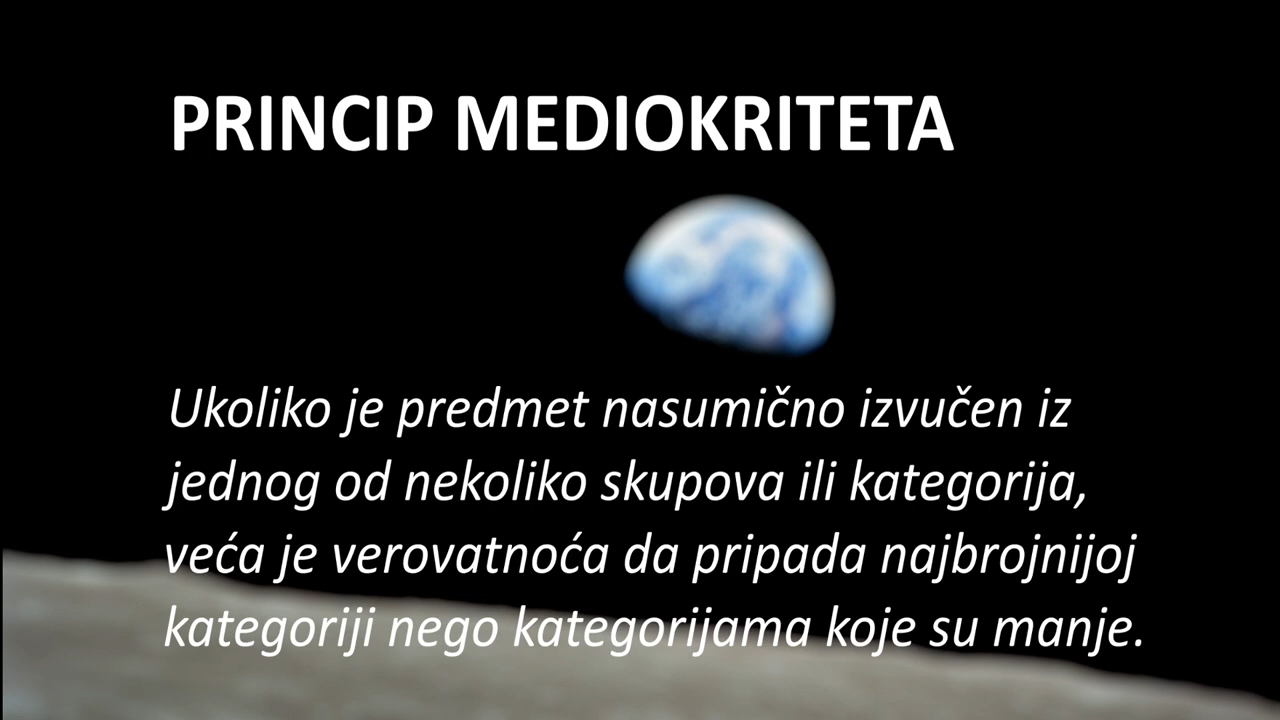 PRINCIP MEDIOKRITETA
Ukoliko je predmet nasumično izvučen iz
jednog od nekoliko skupova ili kategorija,
veća je verovatnoća da pripada najbrojnijoj
kategoriji nego kategorijama koje su manje.